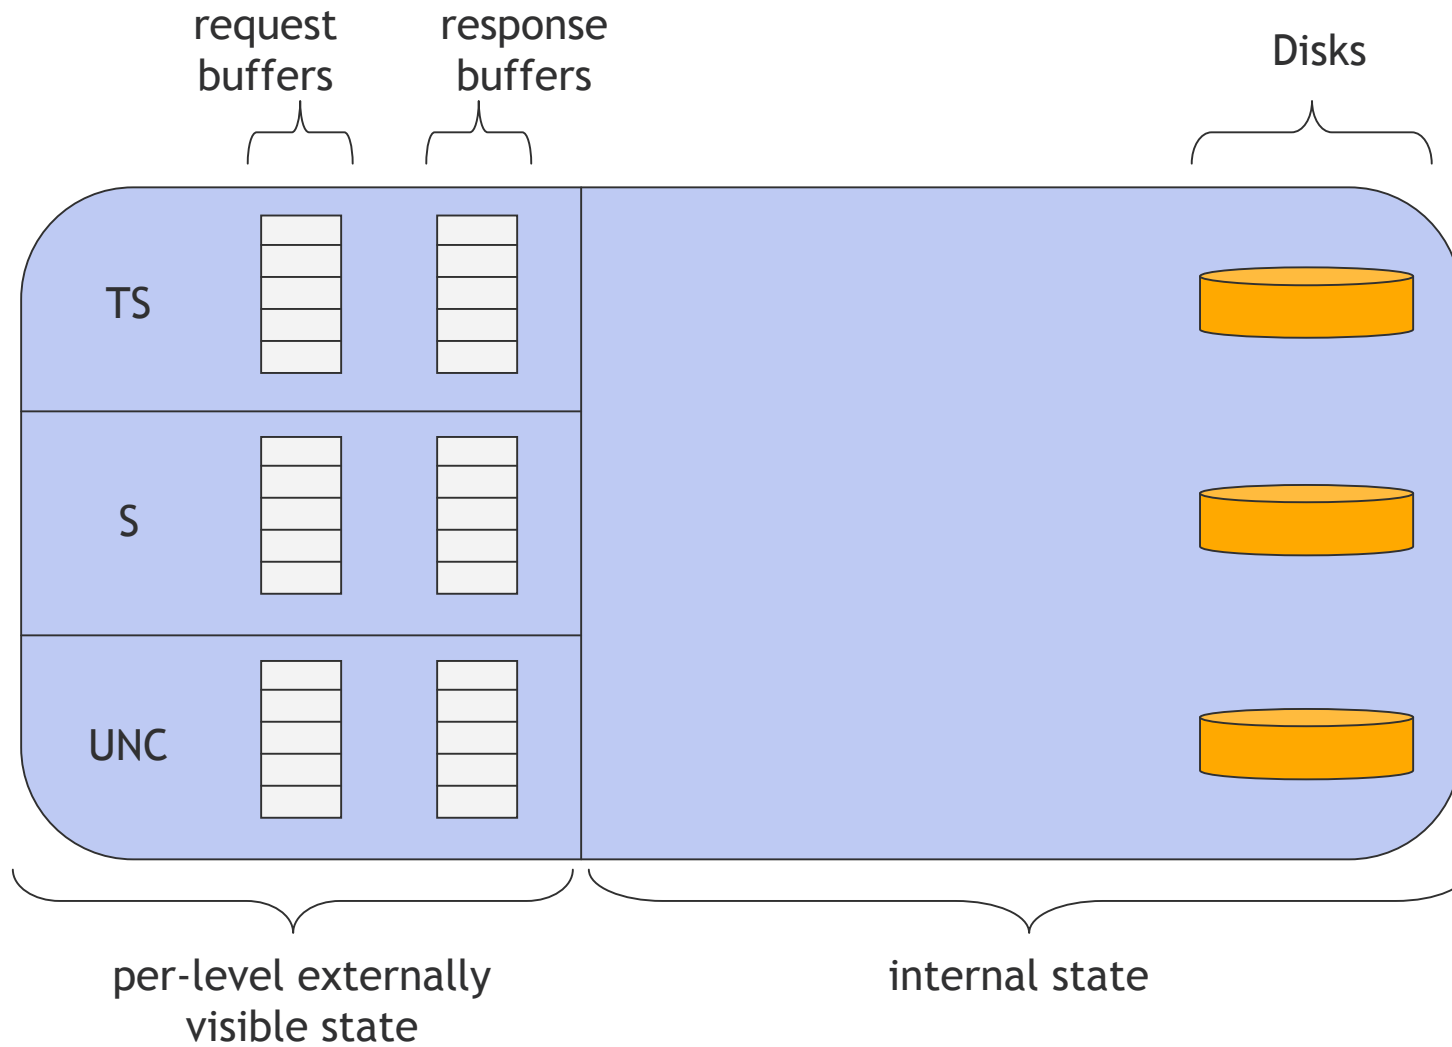 request
buffers
response
buffers
Disks
TS
S
UNC
per-level externally
visible state
internal state